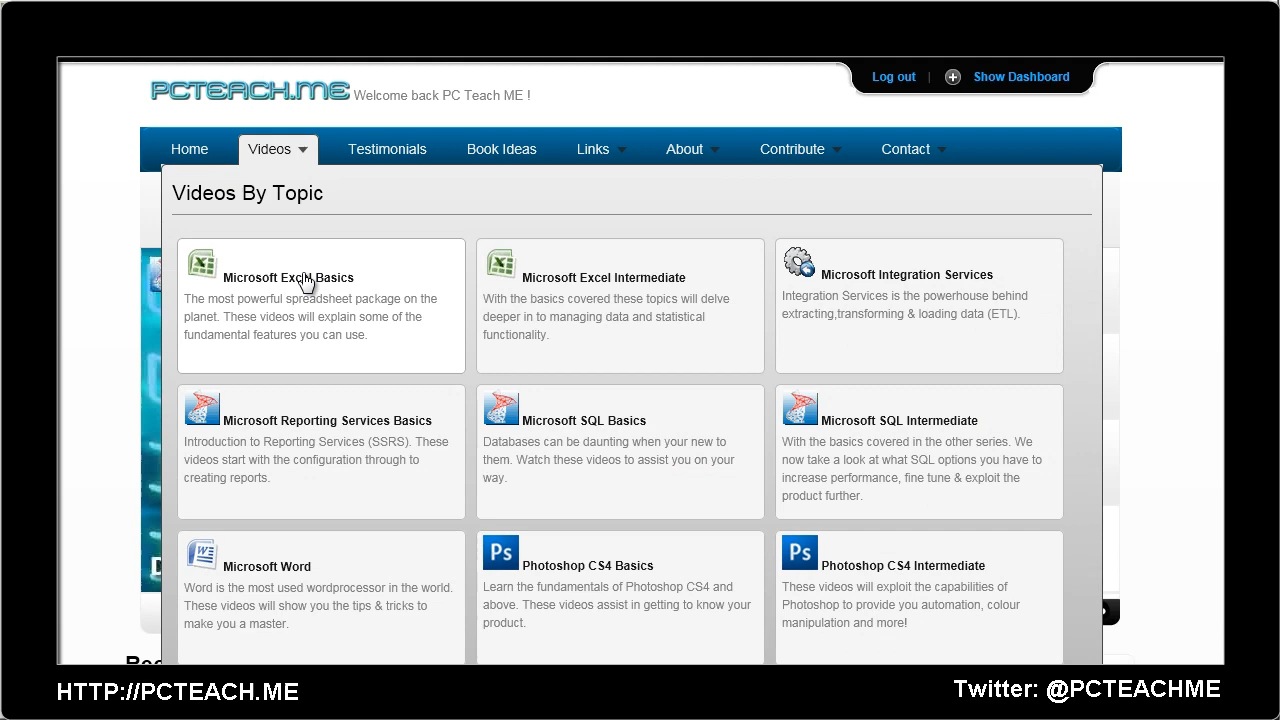 Log out | Show Dashboard
PCTEACH.ME Welcome back PC Teach ME !
Home Videos Testimonials Book Ideas Links About Contribute Contact
Videos By Topic
Microsoft Excel Basics
The most powerful spreadsheet package on the
planet. These videos will explain some of the
fundamental features you can use.
Microsoft Excel Intermediate
With the basics covered these topics will delve
deeper in to managing data and statistical
functionality.
Microsoft Integration Services
Integration Services is the powerhouse behind
extracting,transforming & loading data (ETL).
Microsoft Reporting Services Basics
Introduction to Reporting Services (SSRS). These
videos start with the configuration through to
creating reports.
Microsoft SQL Basics
Databases can be daunting when your new to
them. Watch these videos to assist you on your
way.
Microsoft SQL Intermediate
With the basics covered in the other series. We
now take a look at what SQL options you have to
increase performance, fine tune & exploit the
product further.
Microsoft Word
Word is the most used wordprocessor in the world.
These videos will show you the tips & tricks to
make you a master.
Ps
Photoshop CS4 Basics
Learn the fundamentals of Photoshop CS4 and
above. These videos assist in getting to know your
product.
Ps
Photoshop CS4 Intermediate
These videos will exploit the capabilities of
Photoshop to provide you automation, colour
manipulation and more!
HTTP://PCTEACH.ME
Twitter: @PCTEACHME